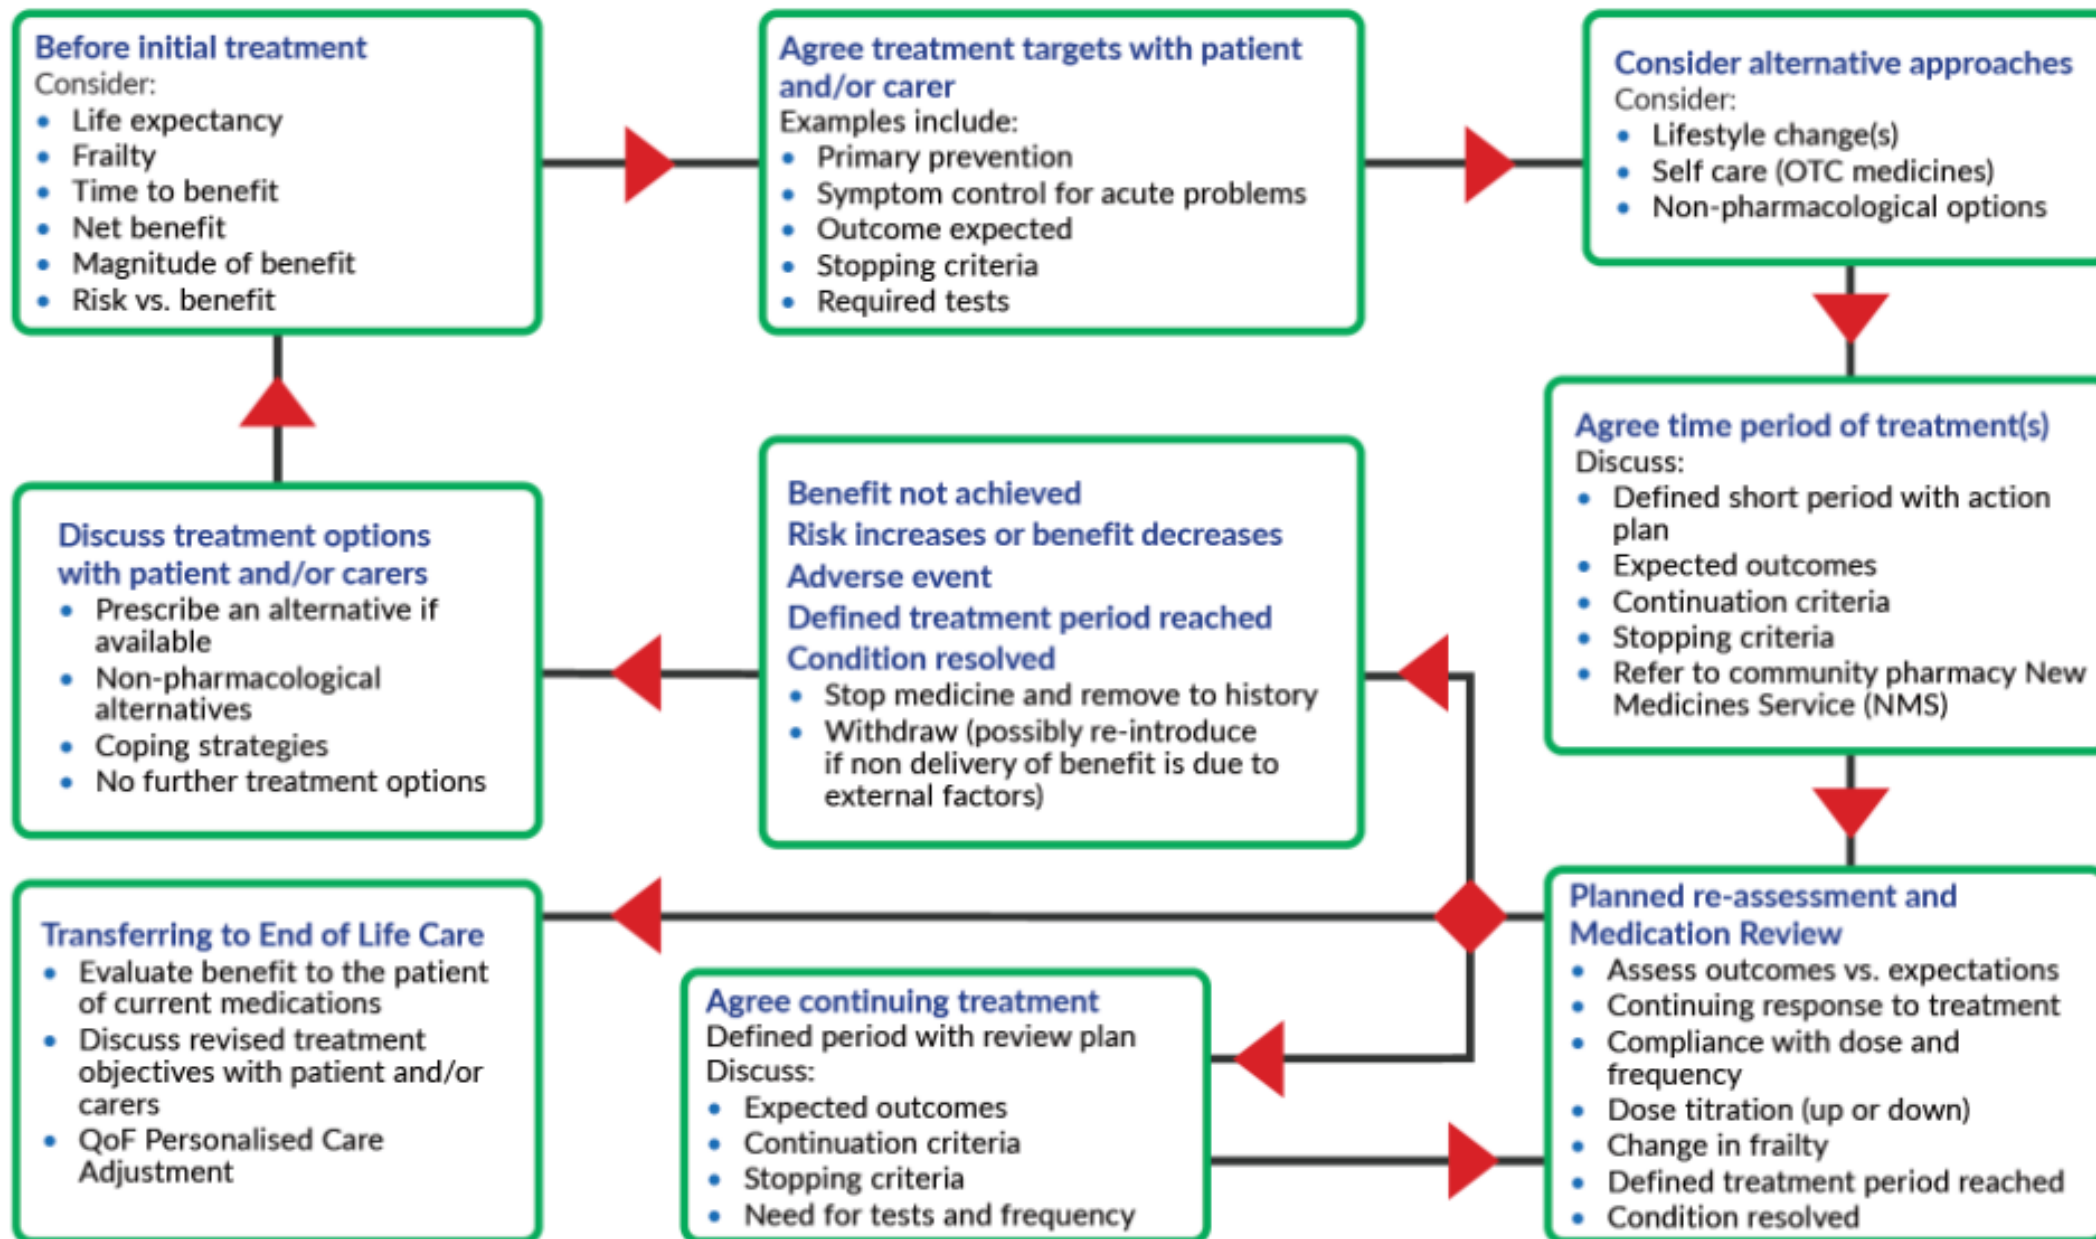 Before initial treatment
Consider:
• Life expectancy
• Frailty
• Time to benefit
• Net benefit
• Magnitude of benefit
• Risk vs. benefit
Agree treatment targets with patient
and/or carer
Examples include:
• Primary prevention
• Symptom control for acute problems
• Outcome expected
• Stopping criteria
• Required tests
Consider alternative approaches
Consider:
• Lifestyle change(s)
• Self care (OTC medicines)
• Non-pharmacological options
Agree time period of treatment(s)
Discuss:
• Defined short period with action
plan
• Expected outcomes
• Continuation criteria
• Stopping criteria
• Refer to community pharmacy New
Medicines Service (NMS)
Planned re-assessment and
Medication Review
• Assess outcomes vs. expectations
• Continuing response to treatment
• Compliance with dose and
frequency
• Dose titration (up or down)
• Change in frailty
• Defined treatment period reached
• Condition resolved
Benefit not achieved
Risk increases or benefit decreases
Adverse event
Defined treatment period reached
Condition resolved
• Stop medicine and remove to history
• Withdraw (possibly re-introduce
if non delivery of benefit is due to
external factors)
Discuss treatment options
with patient and/or carers
• Prescribe an alternative if
available
• Non-pharmacological
alternatives
• Coping strategies
• No further treatment options
Transferring to End of Life Care
• Evaluate benefit to the patient
of current medications
• Discuss revised treatment
objectives with patient and/or
carers
• QoF Personalised Care
Adjustment
Agree continuing treatment
Defined period with review plan
Discuss:
• Expected outcomes
• Continuation criteria
• Stopping criteria
• Need for tests and frequency